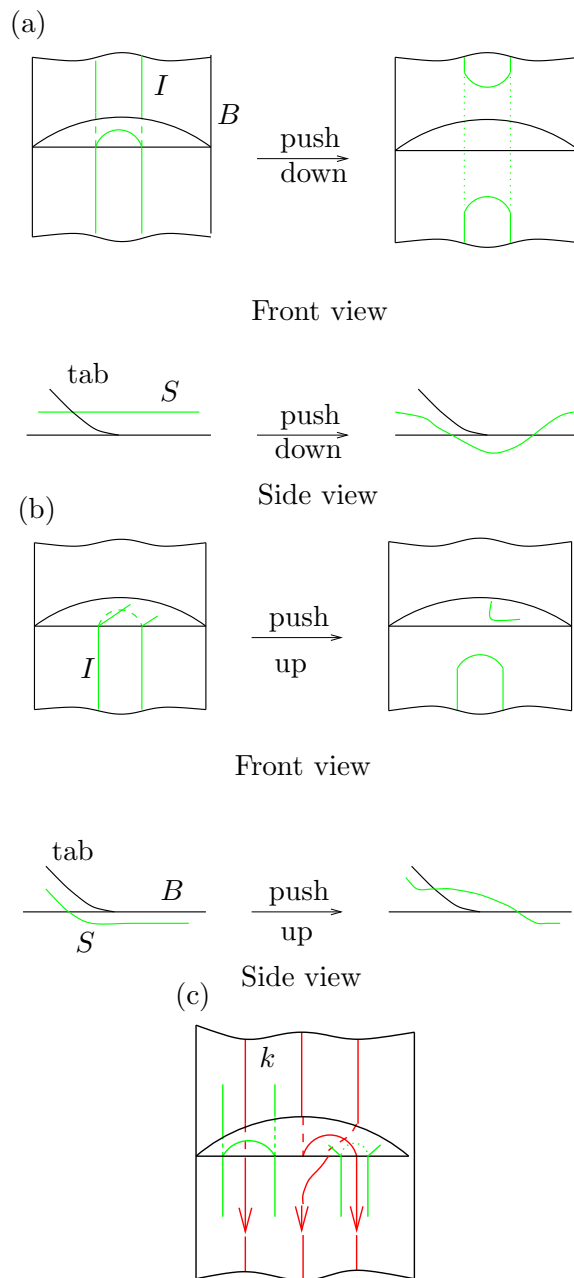 (a)
I
B
push
down
Front view
tab
S
push
down
Side view
(b)
push
I
up
Front view
tab
B
push
S
up
Side view
(c)
k